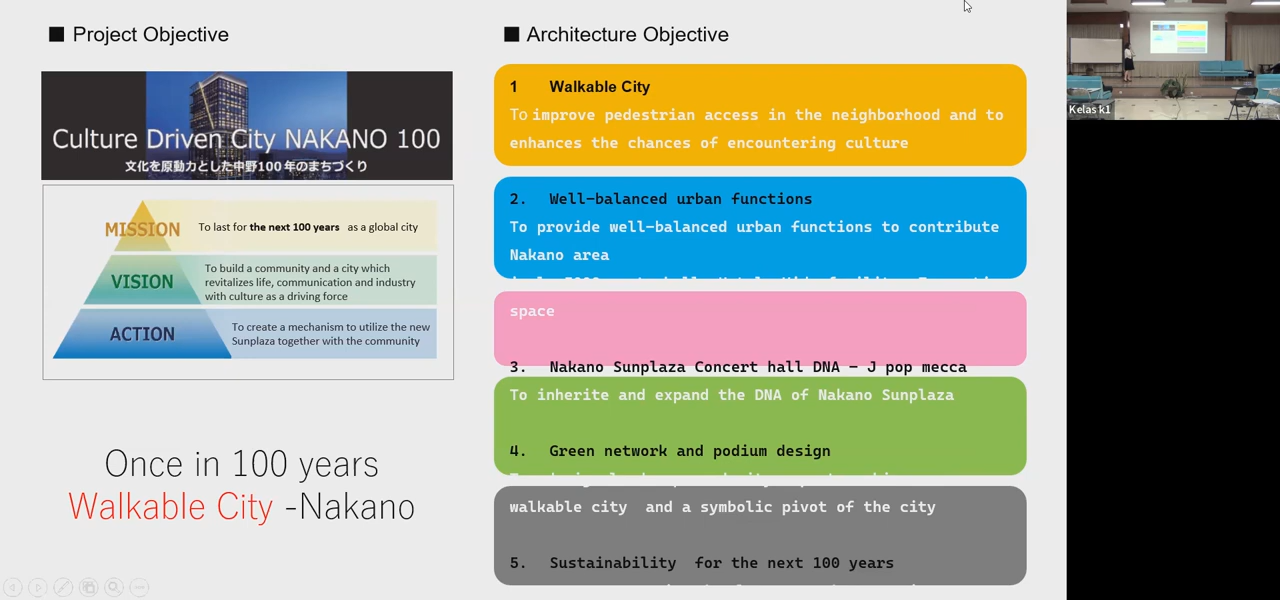 ■ Project Objective
Culture Driven City NAKANO 100
文化を原動力とした中野100年のまちづくり
MISSION To last for the next 100 years as a global city
VISION To build a community and a city which
revitalizes life, communication and industry
with culture as a driving force
ACTION To create a mechanism to utilize the new
Sunplaza together with the community
Once in 100 years
Walkable City -Nakano
■ Architecture Objective
1 Walkable City
To improve pedestrian access in the neighborhood and to
enhances the chances of encountering culture
2. Well-balanced urban functions
To provide well-balanced urban functions to contribute
Nakano area
space
3. Nakano Sunplaza Concert hall DNA - J pop mecca
To inherite and expand the DNA of Nakano Sunplaza
4. Green network and podium design
walkable city and a symbolic pivot of the city
5. Sustainability for the next 100 years
Kelas k1